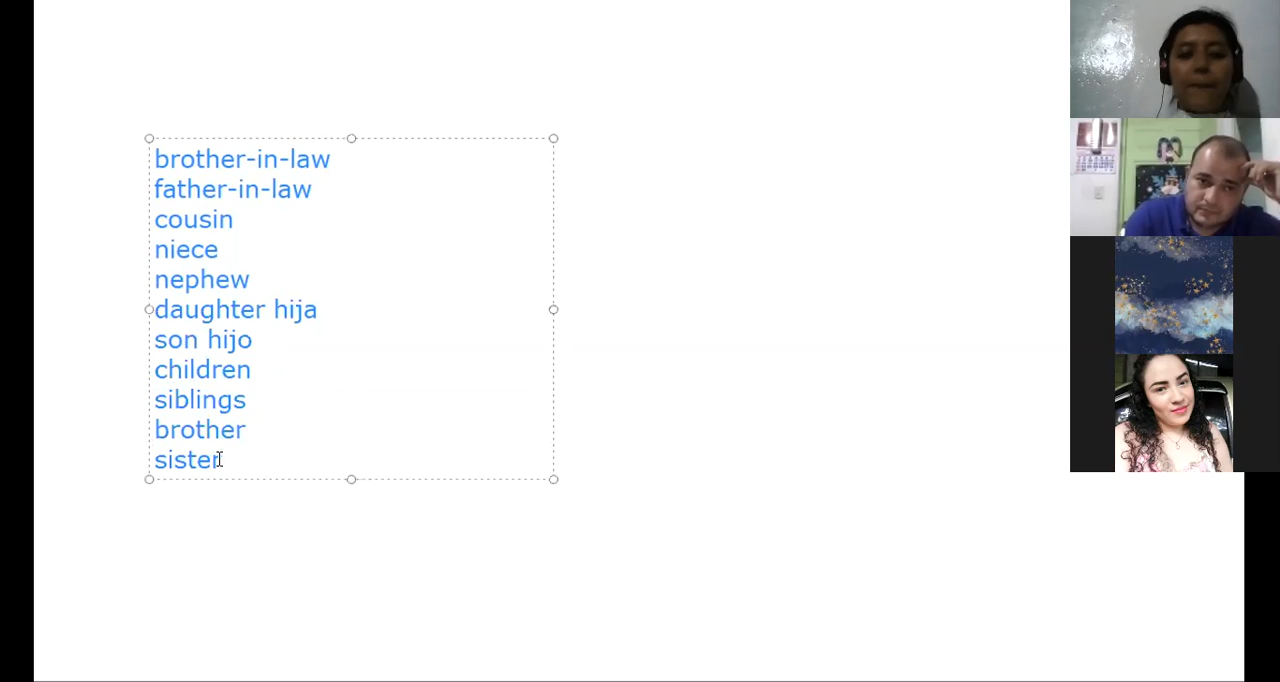 brother-in-law
father-in-law
cousin
niece
nephew
daughter hija
son hijo
children
siblings
brother
sister